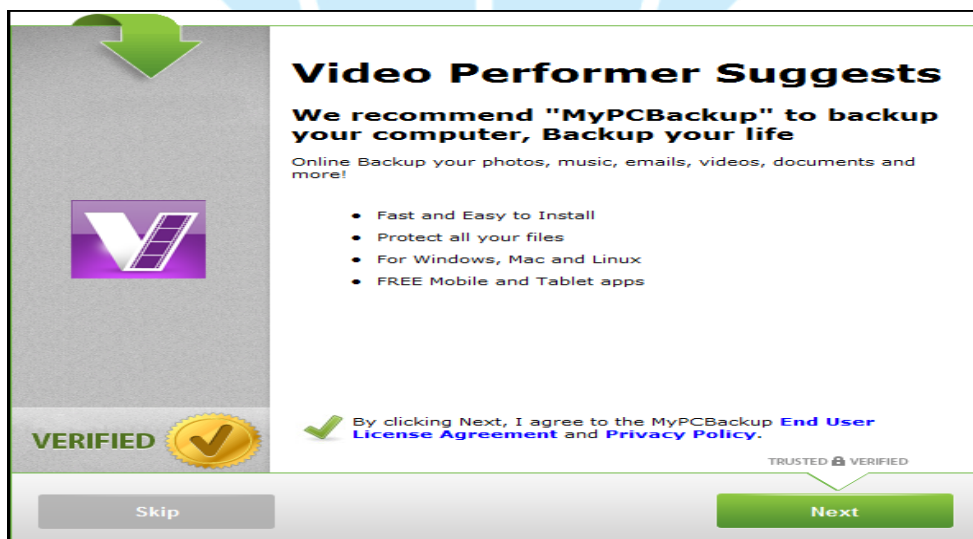 Video Performer Suggests
We recommend "MyPCBackup" to backup
your computer, Backup your life
Online Backup your photos, music, emails, videos, documents and
more!
• Fast and Easy to Install
• Protect all your files
• For Windows, Mac and Linux
• FREE Mobile and Tablet apps
By clicking Next, I agree to the MyPCBackup End User
License Agreement and Privacy Policy.
VERIFIED
TRUSTED VERIFIED
Skip
Next